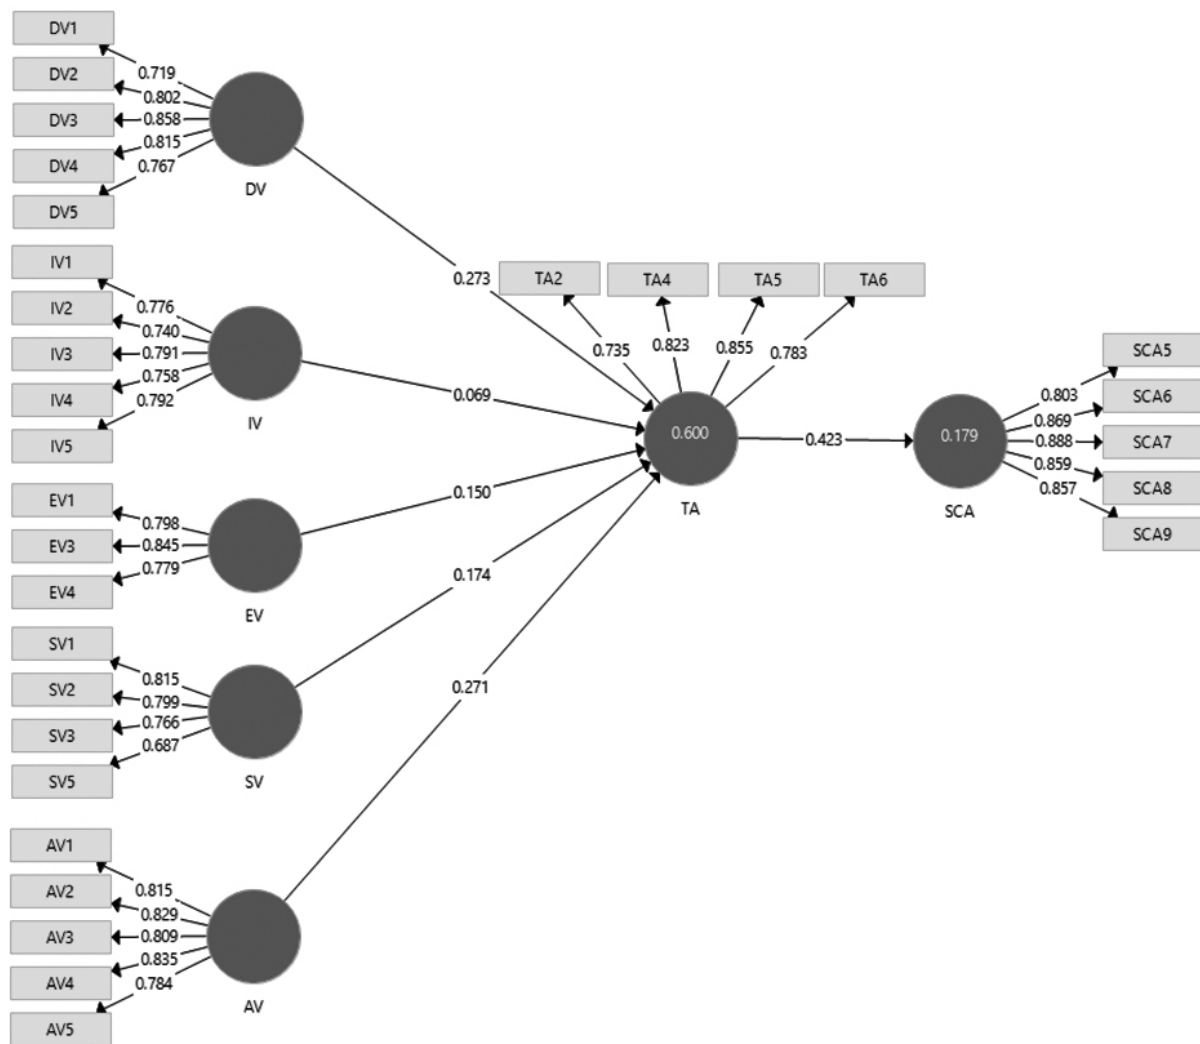 DV1
DV2
DV3
DV4
DV5
0.719
0.802
0.858
0.815
0.767
DV
IV1
IV2
IV3
IV4
IV5
0.776
0.740
0.791
0.758
0.792
IV
EV1
EV3
EV4
0.798
0.845
0.779
EV
SV1
SV2
SV3
SV5
0.815
0.799
0.766
0.687
SV
AV1
AV2
AV3
AV4
AV5
0.815
0.829
0.809
0.835
0.784
AV
0.273
0.069
0.150
0.174
0.271
TA2
TA4
TA5
TA6
0.735
0.823
0.855
0.783
0.600
TA
0.423
0.179
SCA
0.803
0.869
0.888
0.859
0.857
SCA5
SCA6
SCA7
SCA8
SCA9